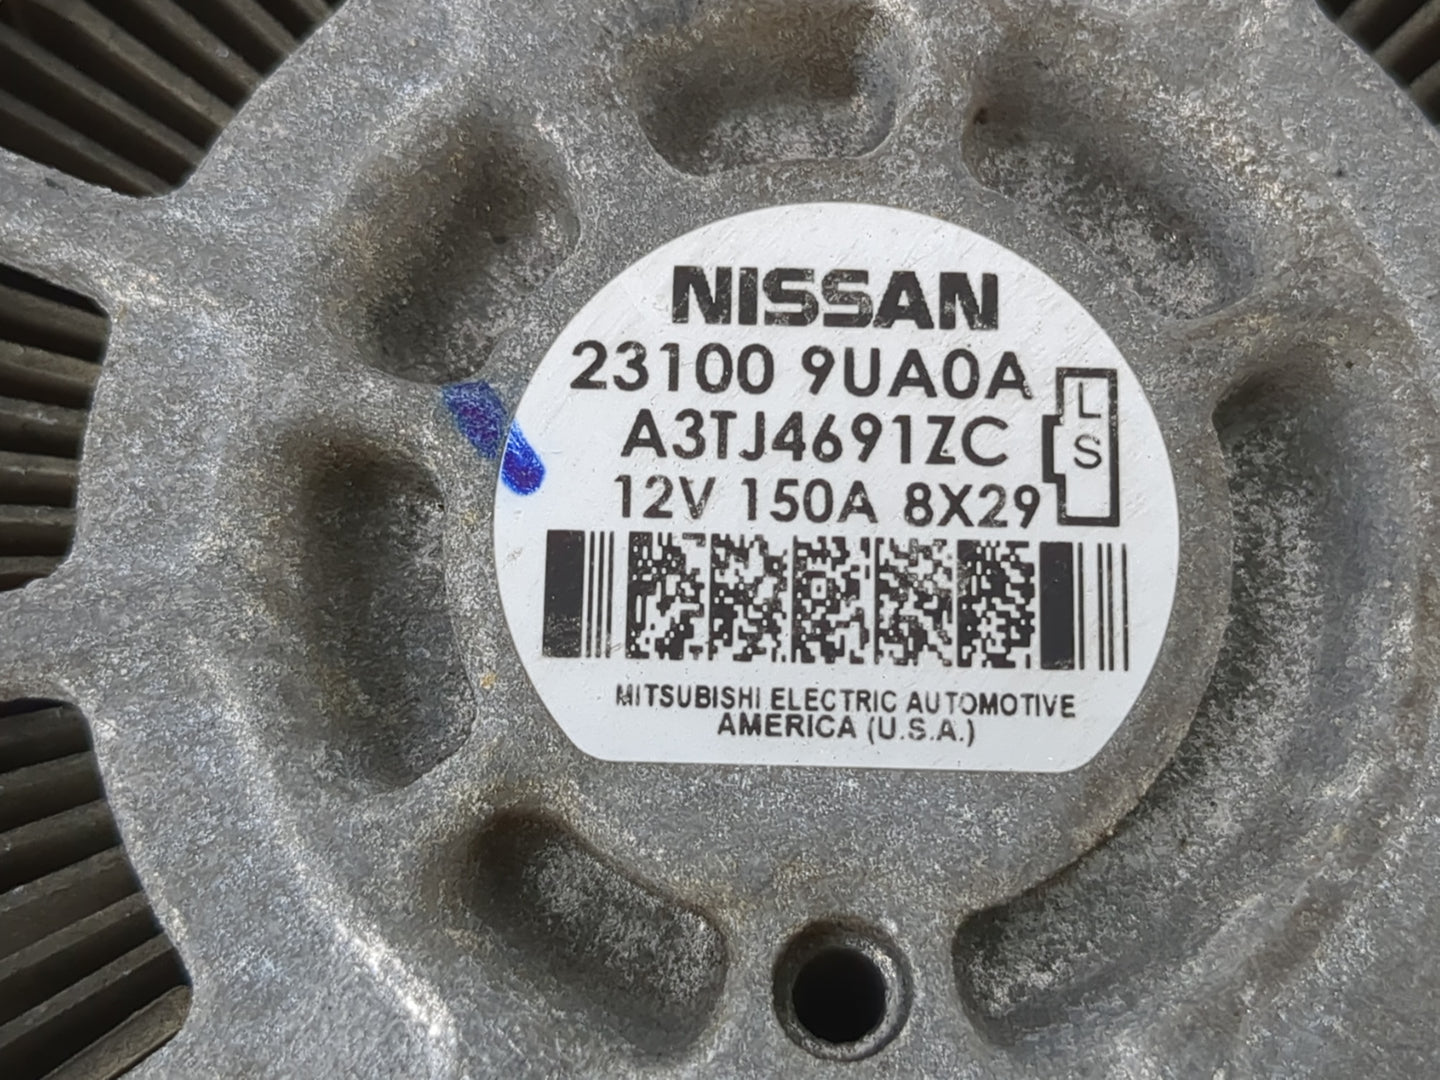 NISSAN
23100 9UA0A
A3TJ4691ZC
12V 150A 8X29
L
S
MITSUBISHI ELECTRIC AUTOMOTIVE
AMERICA (U.S.A.)